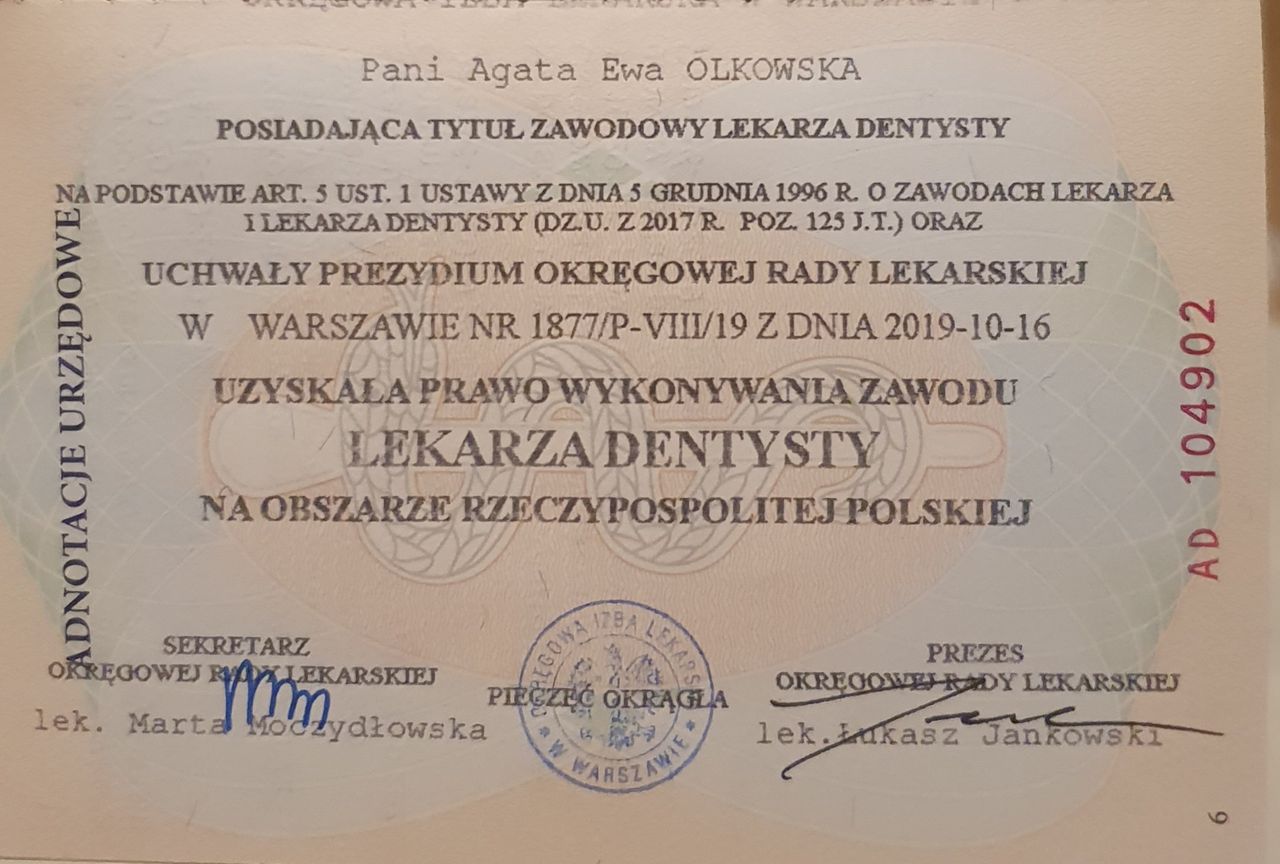 OKRĘGOWA IZBA LEKARSKA W WARSZAWIE
Pani Agata Ewa OLKOWSKA
POSIADAJĄCA TYTUŁ ZAWODOWY LEKARZA DENTYSTY
NA PODSTAWIE ART. 5 UST. 1 USTAWY Z DNIA 5 GRUDNIA 1996 R. O ZAWODACH LEKARZA
I LEKARZA DENTYSTY (DZ.U. Z 2017 R. POZ. 125 J.T.) ORAZ
UCHWAŁY PREZYDIUM OKRĘGOWEJ RADY LEKARSKIEJ
W WARSZAWIE NR 1877/P-VIII/19 Z DNIA 2019-10-16
UZYSKAŁA PRAWO WYKONYWANIA ZAWODU
LEKARZA DENTYSTY
NA OBSZARZE RZECZYPOSPOLITEJ POLSKIEJ
ADNOTACJE URZĘDOWE
AD 104902
SEKRETARZ
OKRĘGOWEJ RADY LEKARSKIEJ
lek. Marta Moczydłowska
PIECZĘĆ OKRĄGŁA
OKRĘGOWA IZBA LEKARSKA
* W WARSZAWIE *
PREZES
OKRĘGOWEJ RADY LEKARSKIEJ
lek.Łukasz Jankowski
6